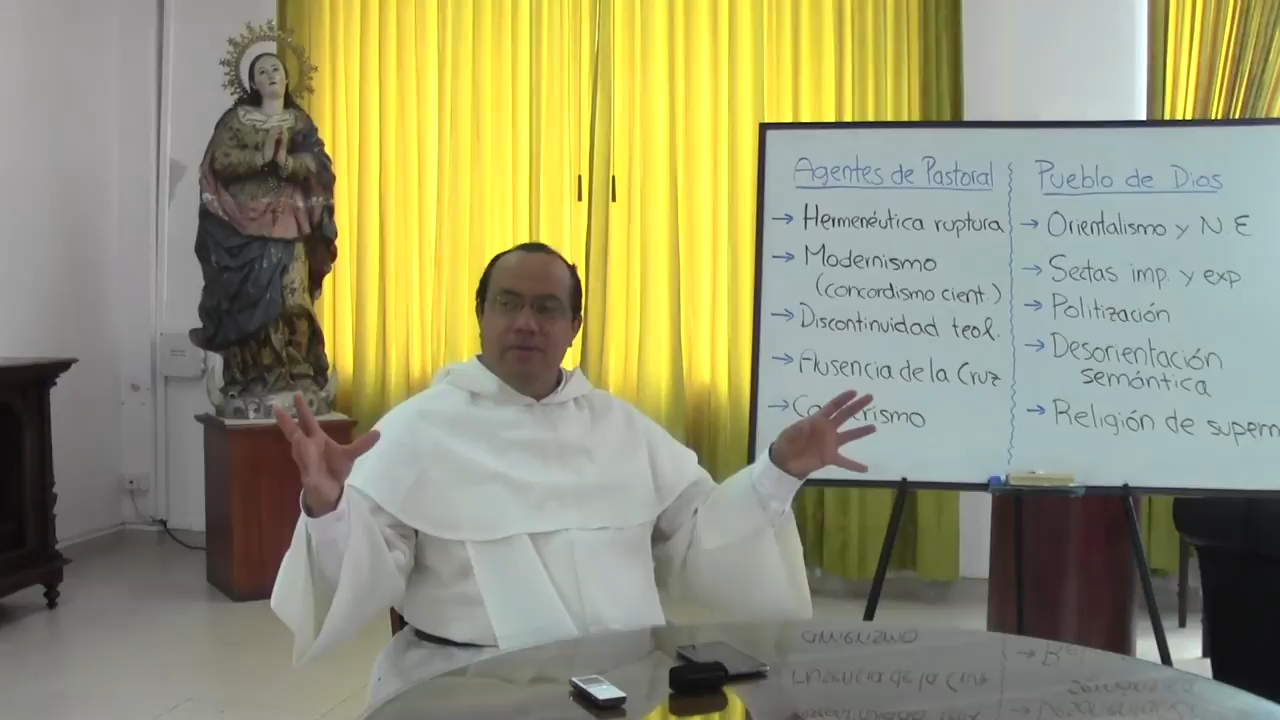 Agentes de Pastoral
→ Hermenéutica ruptura
→ Modernismo
(concordismo cient.)
→ Discontinuidad teol.
→ Ausencia de la Cruz
Pueblo de Dios
→ Orientalismo y N E
→ Sectas imp. y exp
→ Politización
→ Desorientación
semántica
→ Religión de superm